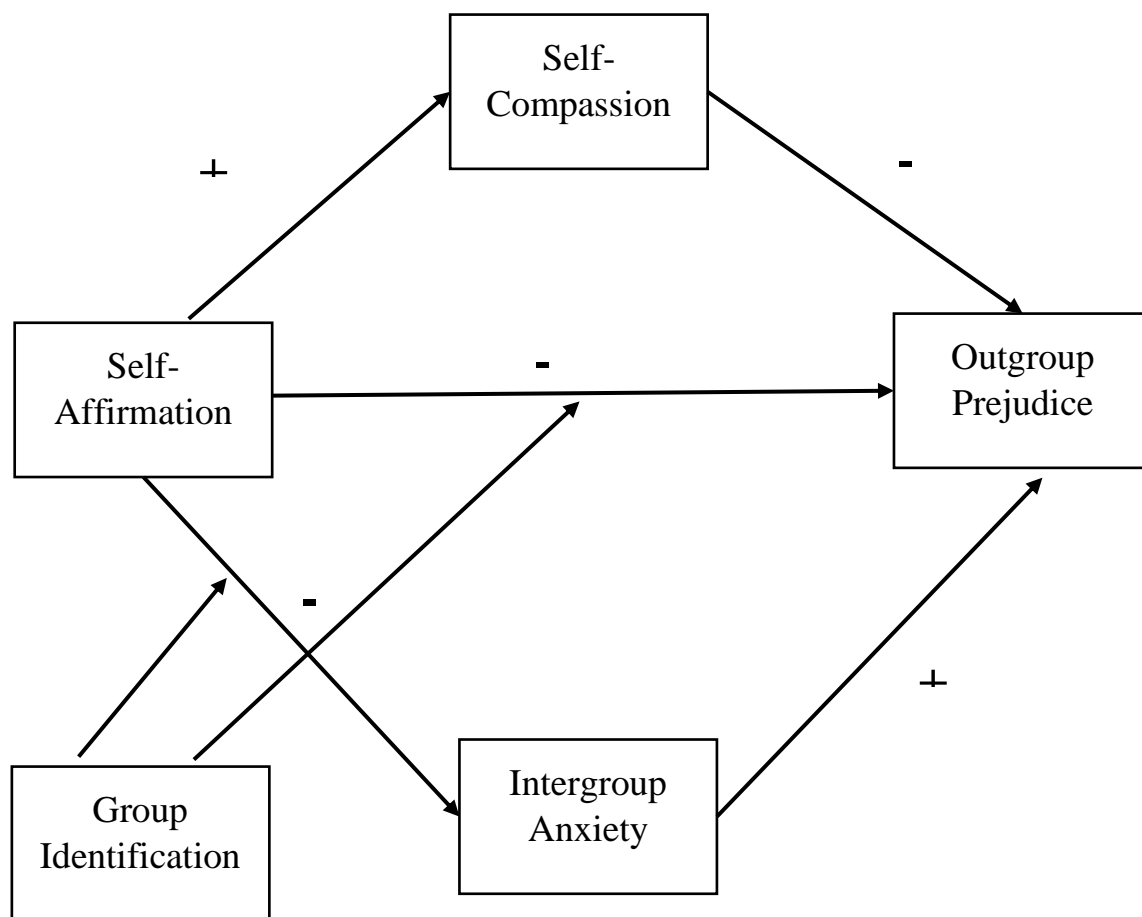 Self-
Compassion
+
-
Self-
Affirmation
-
Outgroup
Prejudice
-
+
Group
Identification
Intergroup
Anxiety